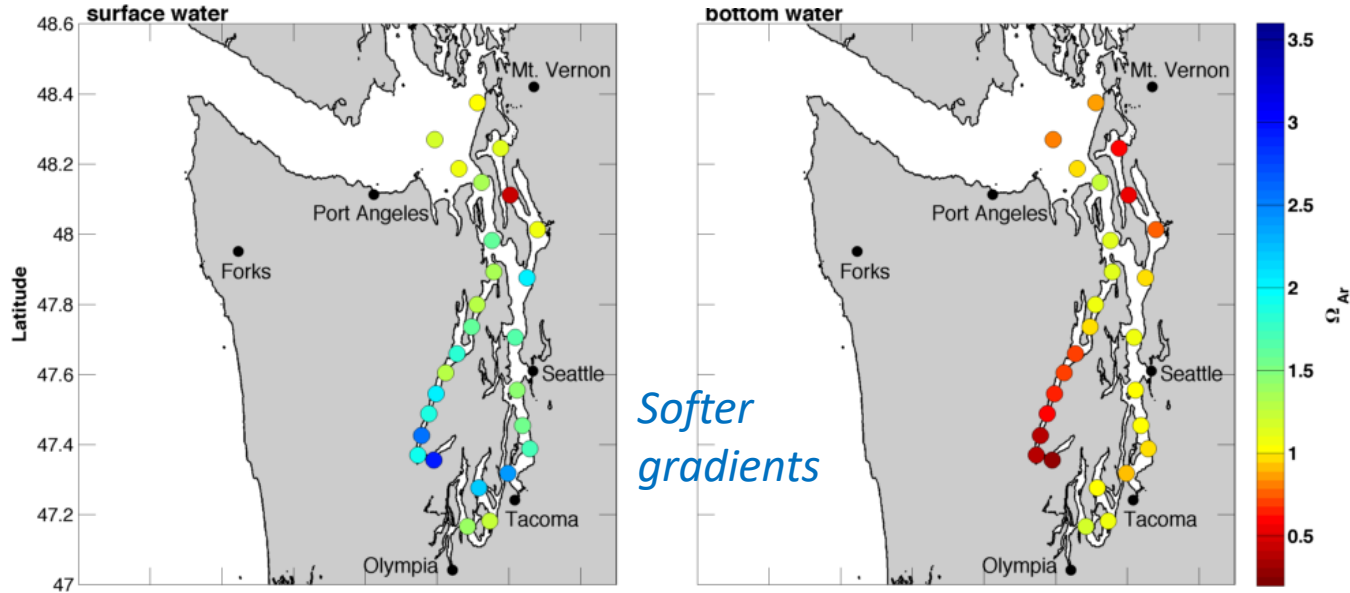 surface water
bottom water
48.6
48.4
48.2
48
47.8
47.6
47.4
47.2
47
Latitude
Mt. Vernon
Port Angeles
Forks
Seattle
Tacoma
Olympia
Softer
gradients
Mt. Vernon
Port Angeles
Forks
Seattle
Tacoma
Olympia
3.5
3
2.5
2
1.5
1
0.5
Ω Ar